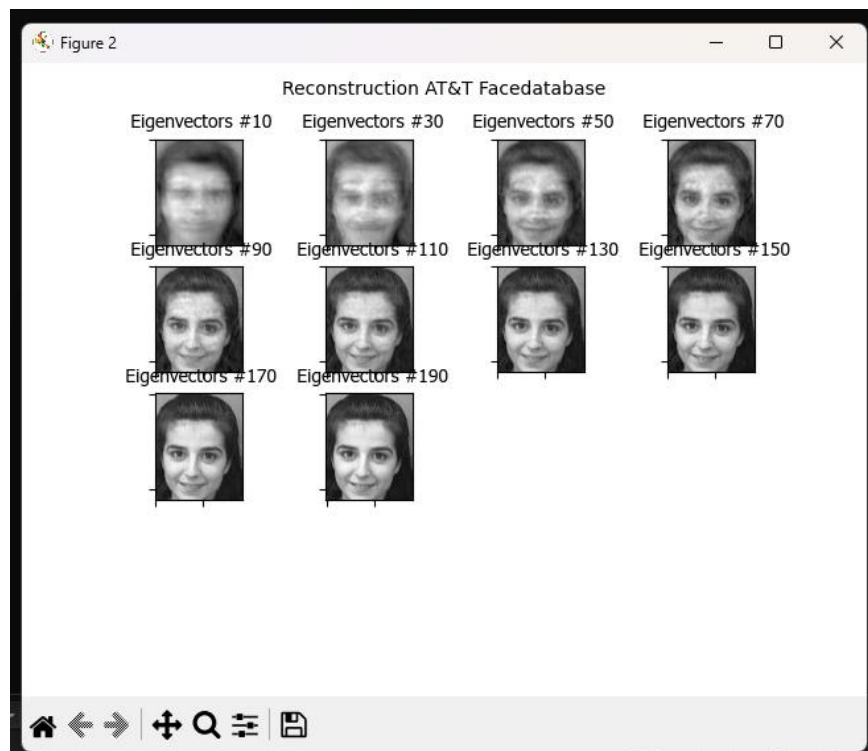 Figure 2
Reconstruction AT&T Facedatabase
Eigenvectors #10 Eigenvectors #30 Eigenvectors #50 Eigenvectors #70
Eigenvectors #90 Eigenvectors #110 Eigenvectors #130 Eigenvectors #150
Eigenvectors #170 Eigenvectors #190